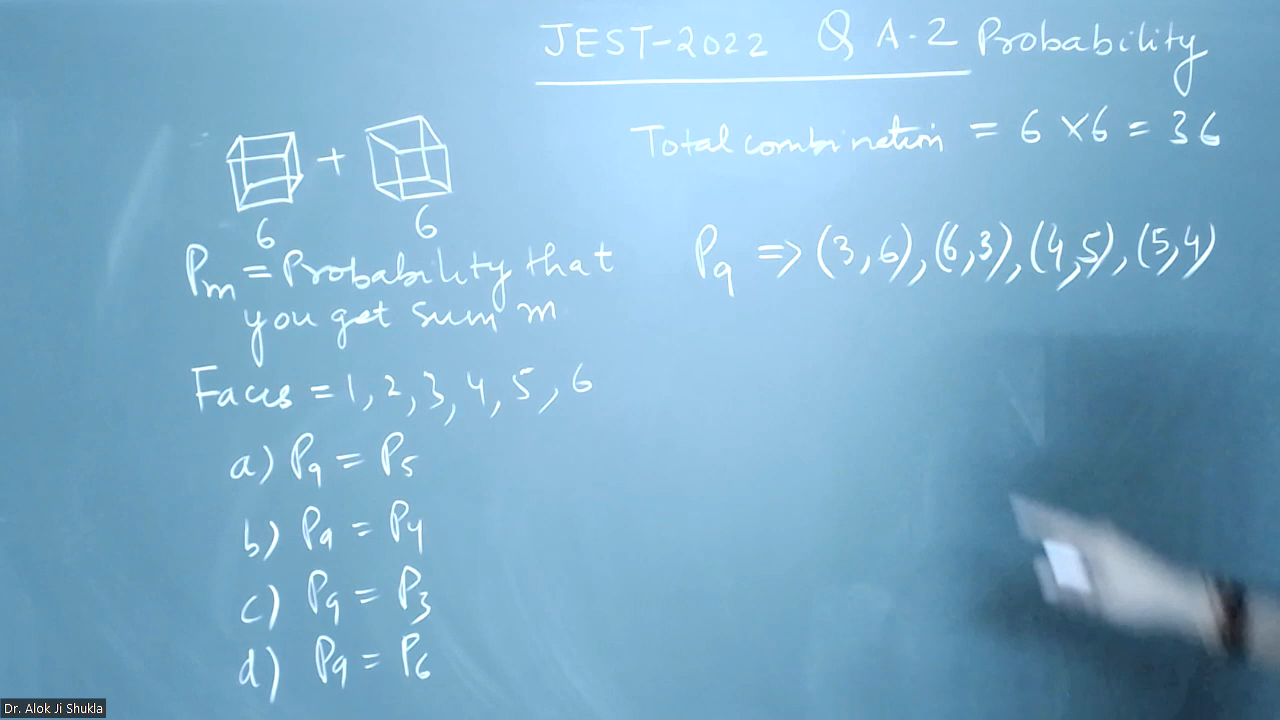 JEST-2022 Q A-2 Probability
Total combination = 6 × 6 = 36
+
6 6
Pm = Probability that
you get sum m
Faces = 1, 2, 3, 4, 5, 6
a) P9 = P5
b) P9 = P4
c) P9 = P3
d) P9 = P6
P9 => (3,6), (6,3), (4,5), (5,4)
Dr. Alok Ji Shukla